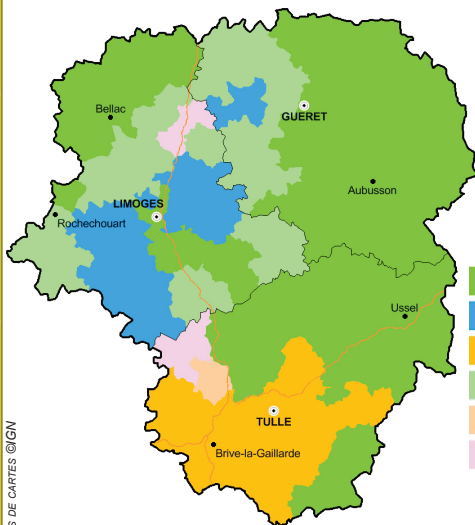 Bellac
GUERET
Aubusson
LIMOGES
Rochechouart
Ussel
TULLE
Brive-la-Gaillarde
S DE CARTES ©IGN